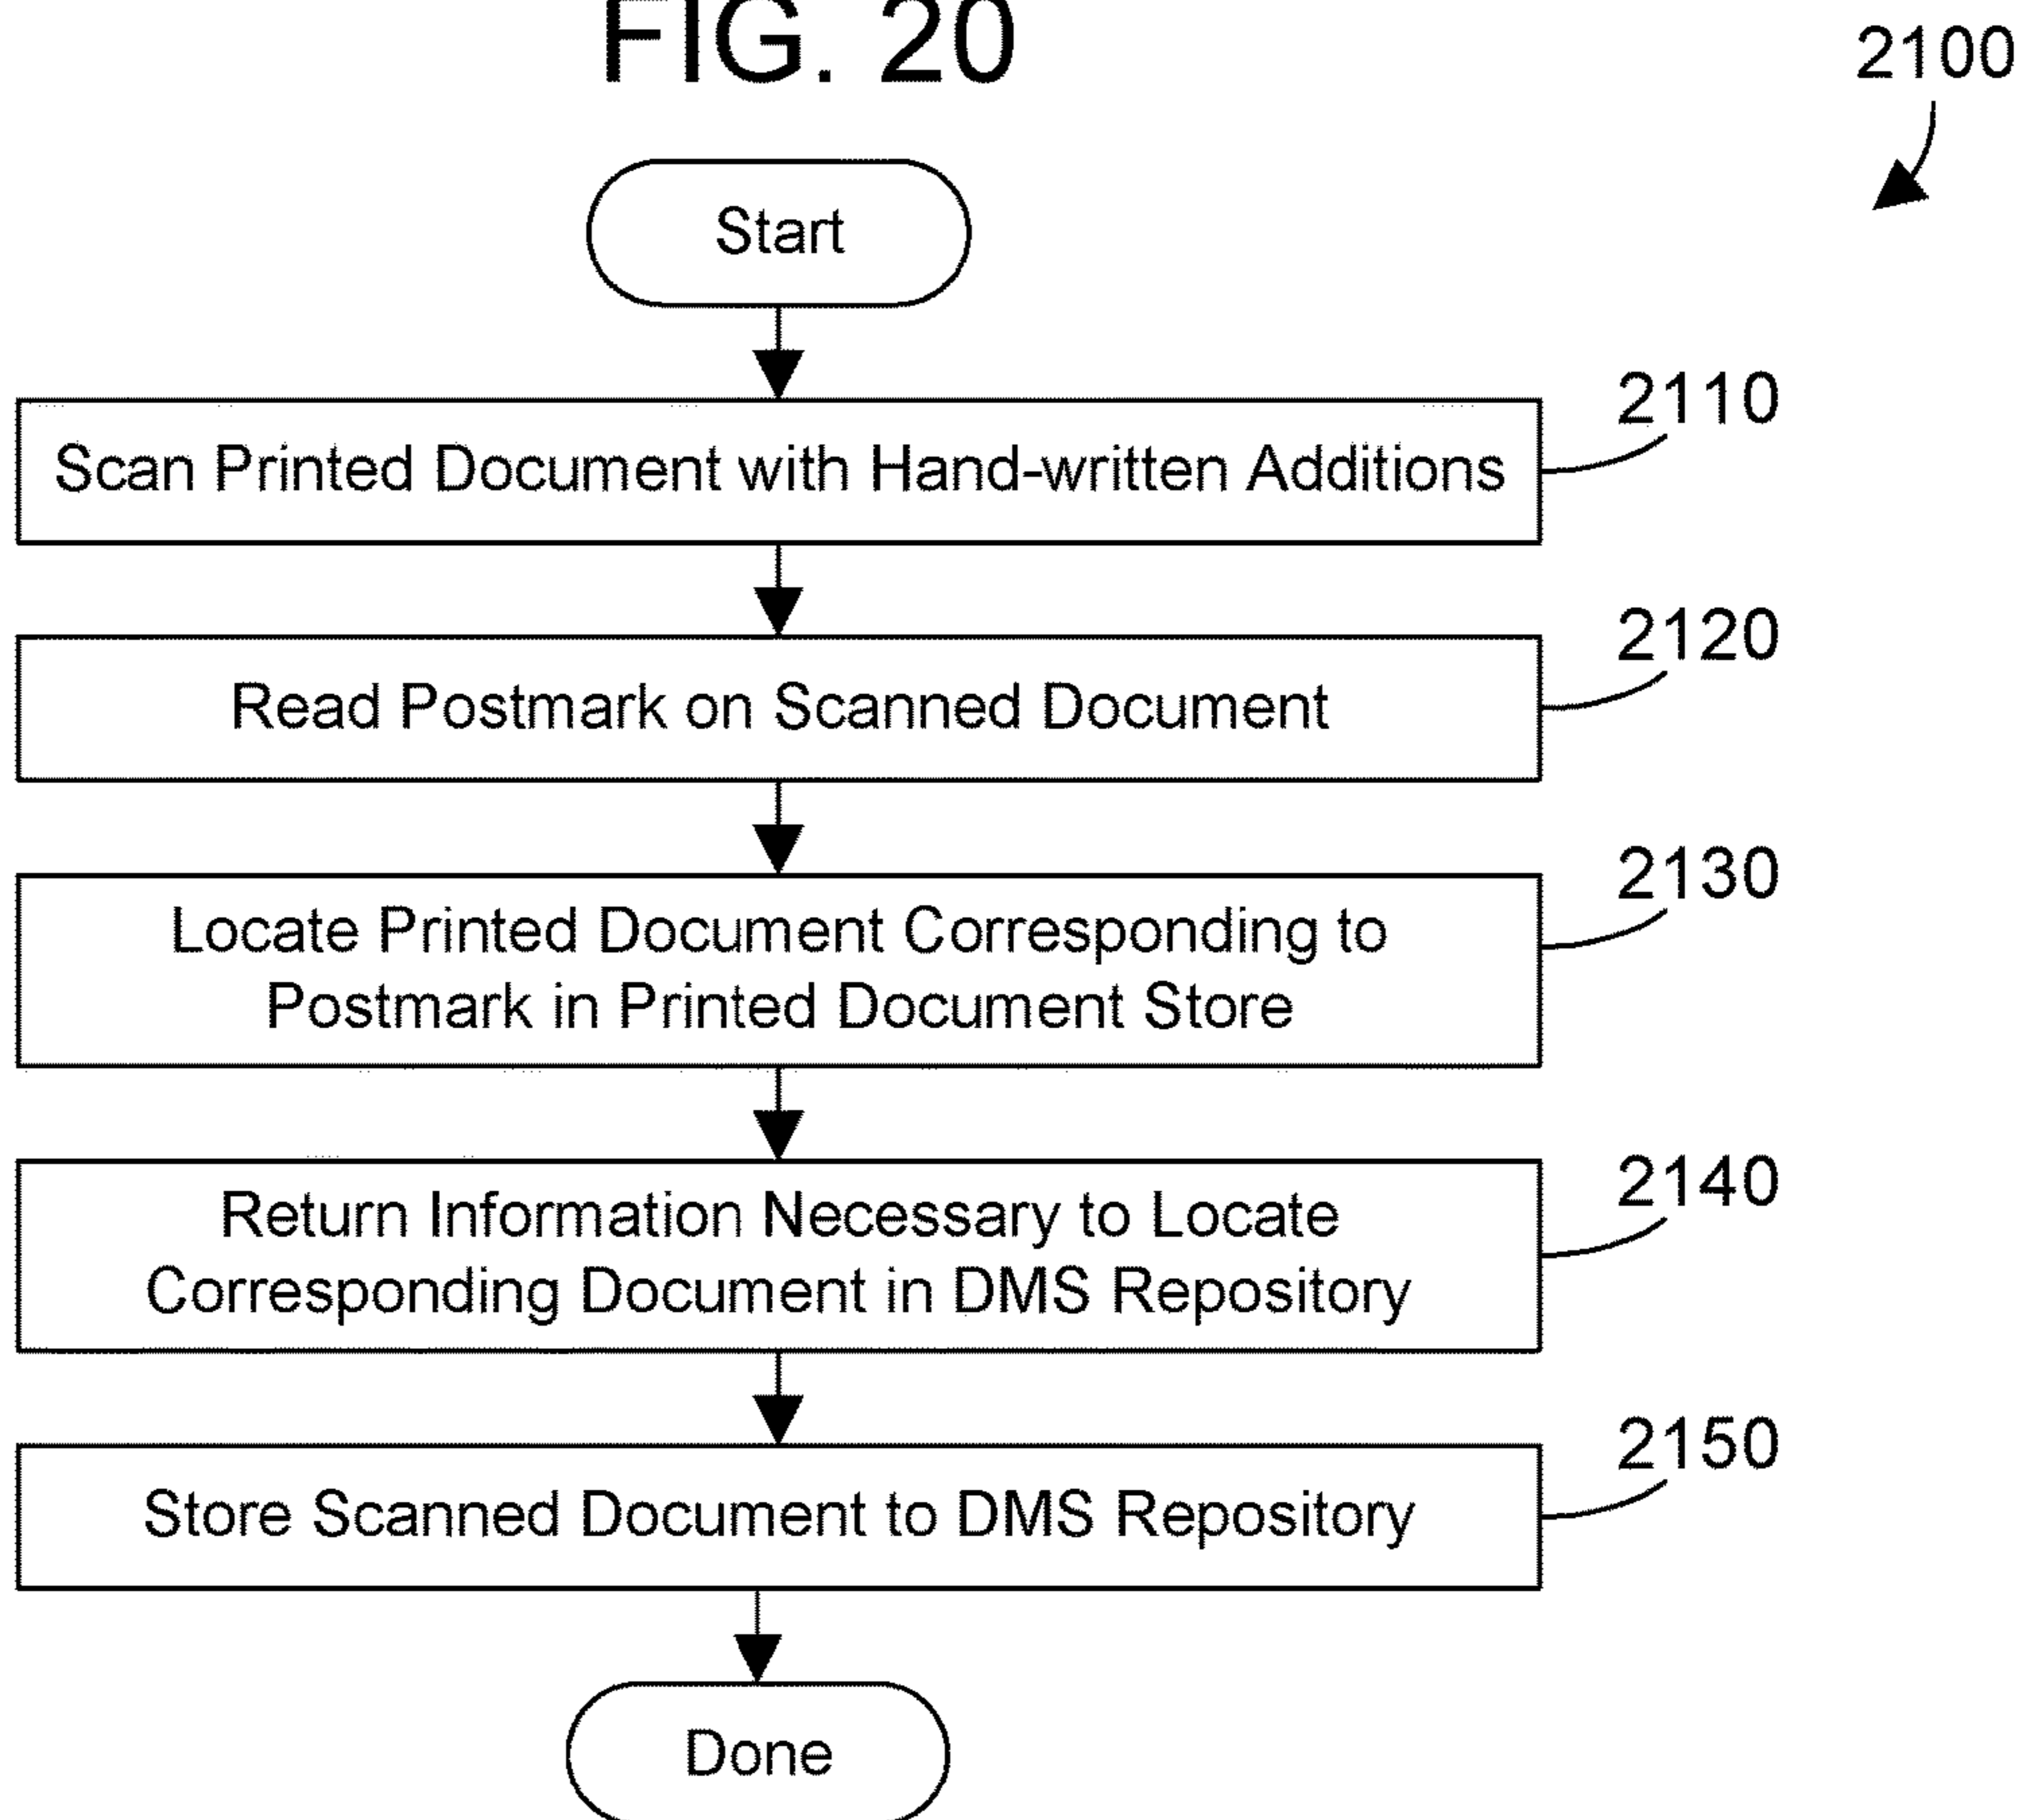 FIG. 20
2100
Start
2110
Scan Printed Document with Hand-written Additions
2120
Read Postmark on Scanned Document
2130
Locate Printed Document Corresponding to
Postmark in Printed Document Store
2140
Return Information Necessary to Locate
Corresponding Document in DMS Repository
2150
Store Scanned Document to DMS Repository
Done